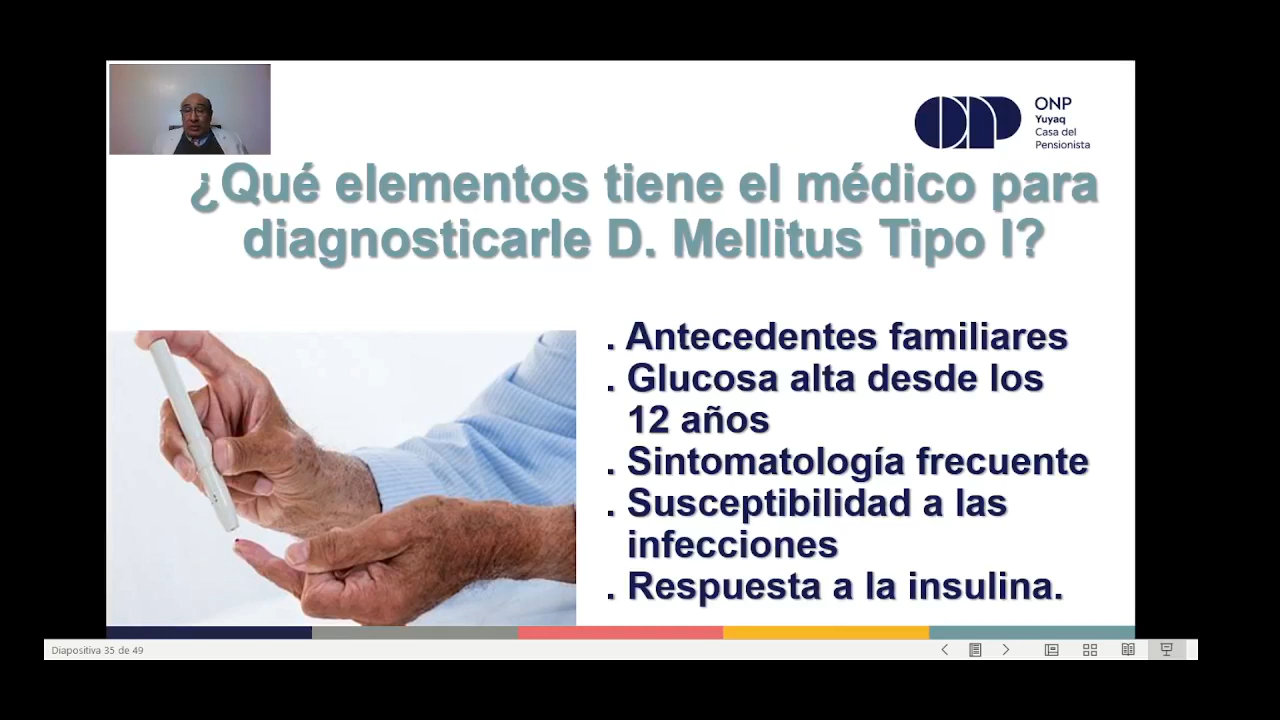 ONP
Yuyaq
Casa del
Pensionista
¿Qué elementos tiene el médico para
diagnosticarle D. Mellitus Tipo I?
. Antecedentes familiares
. Glucosa alta desde los
12 años
. Sintomatología frecuente
. Susceptibilidad a las
infecciones
. Respuesta a la insulina.
Diapositiva 35 de 49